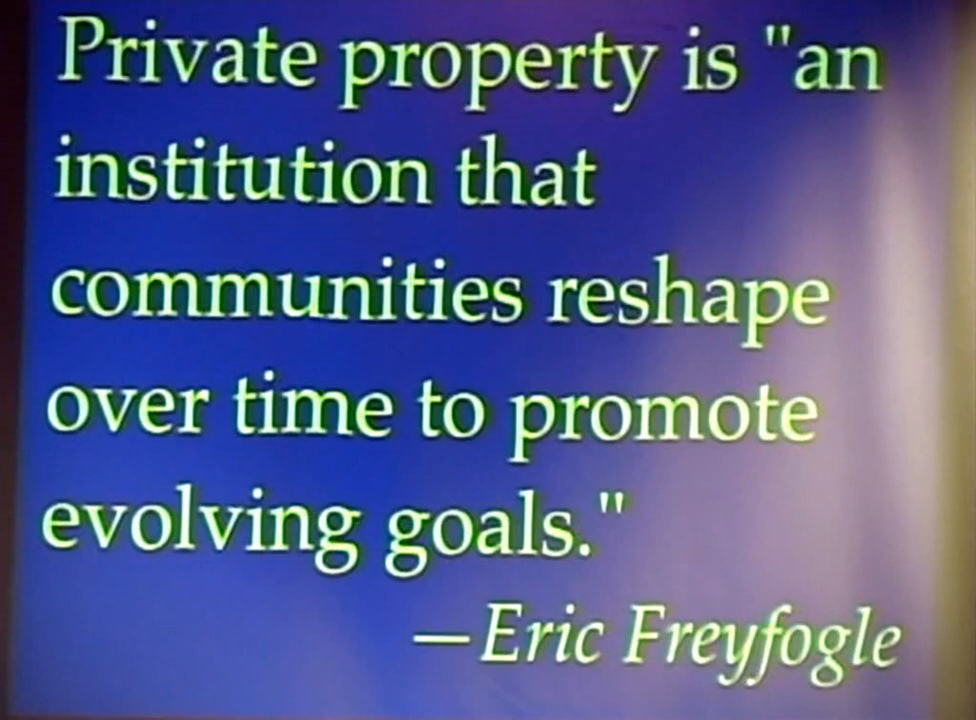 Private property is "an
institution that
communities reshape
over time to promote
evolving goals."
—Eric Freyfogle